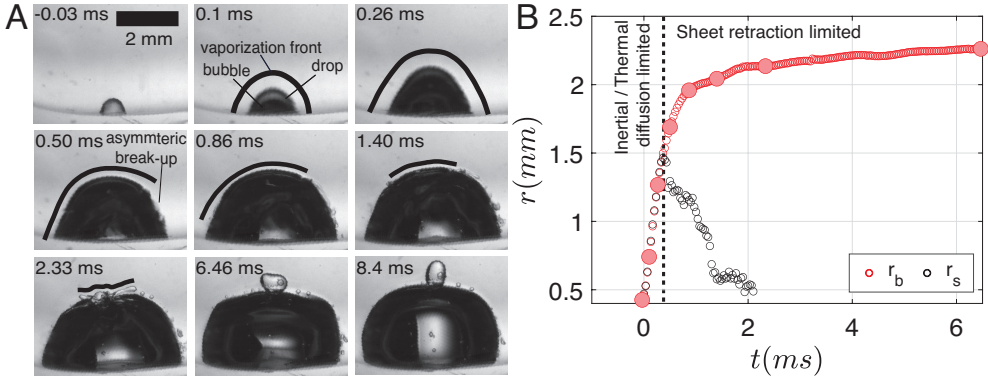 A
-0.03 ms
2 mm
0.1 ms
vaporization front
bubble
drop
0.26 ms
0.50 ms
asymmteric
break-up
0.86 ms
1.40 ms
2.33 ms
6.46 ms
8.4 ms
B
2.5
2
1.5
1
0.5
r(mm)
Inertial / Thermal
diffusion limited
Sheet retraction limited
r_b
r_s
0
2
4
6
t(ms)